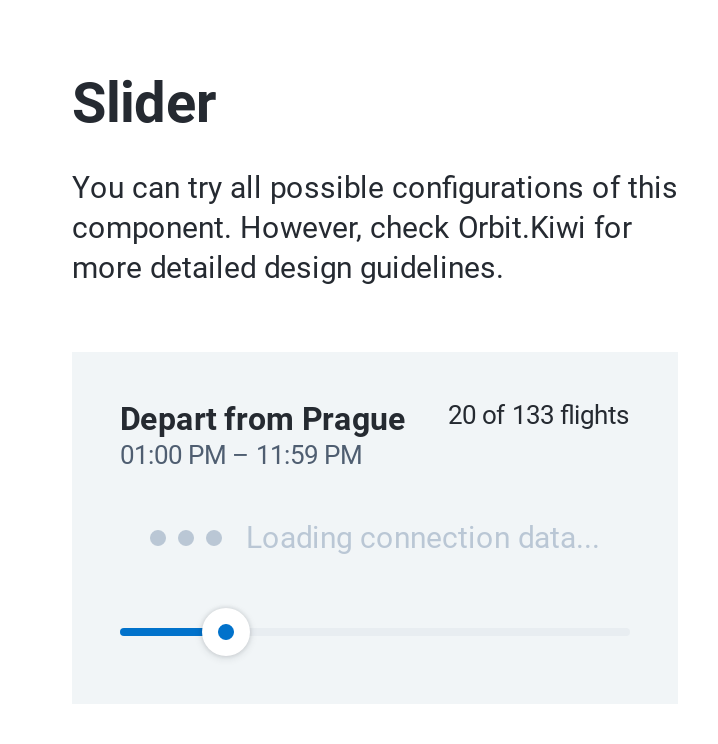 Slider
You can try all possible configurations of this
component. However, check Orbit.Kiwi for
more detailed design guidelines.
Depart from Prague
20 of 133 flights
01:00 PM – 11:59 PM
Loading connection data...